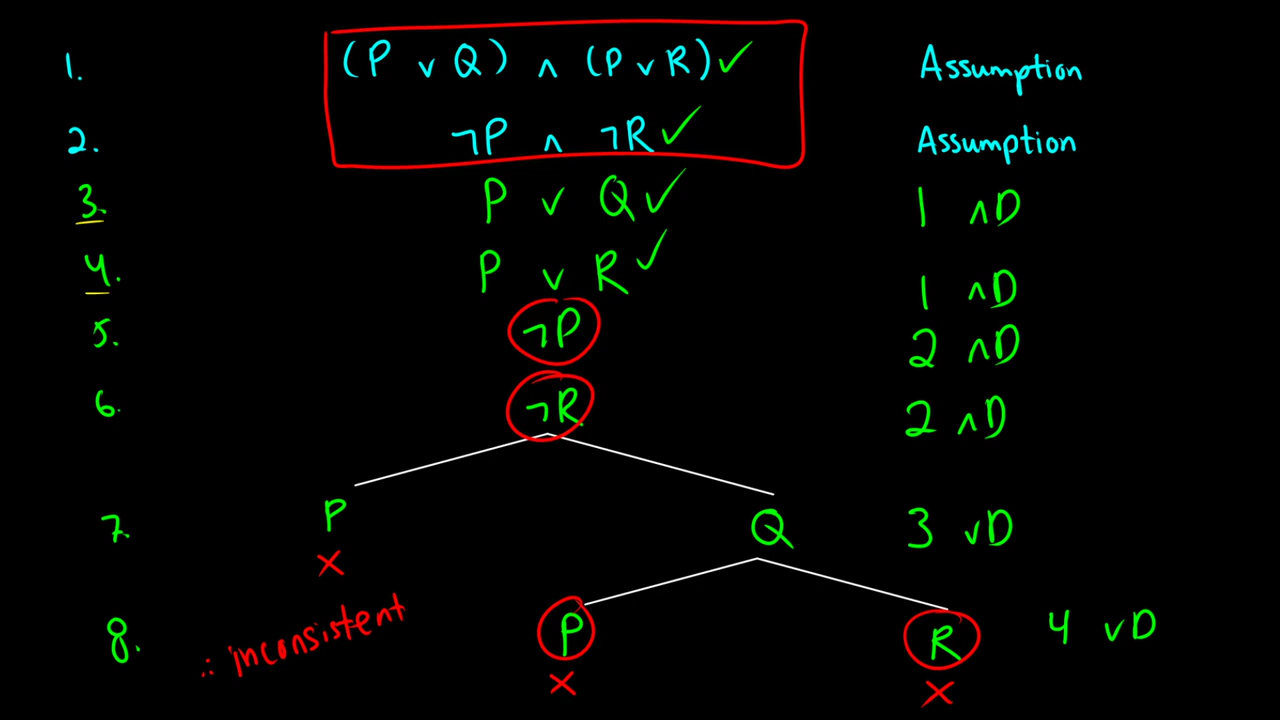 1. (P ∨ Q) ∧ (P ∨ R) ✓ Assumption
2. ¬P ∧ ¬R ✓ Assumption
3. P ∨ Q ✓ 1 ∧D
4. P ∨ R ✓ 1 ∧D
5. ¬P 2 ∧D
6. ¬R 2 ∧D
7. P Q 3 ∨D
×
8. P R 4 ∨D
∴ inconsistent
× ×